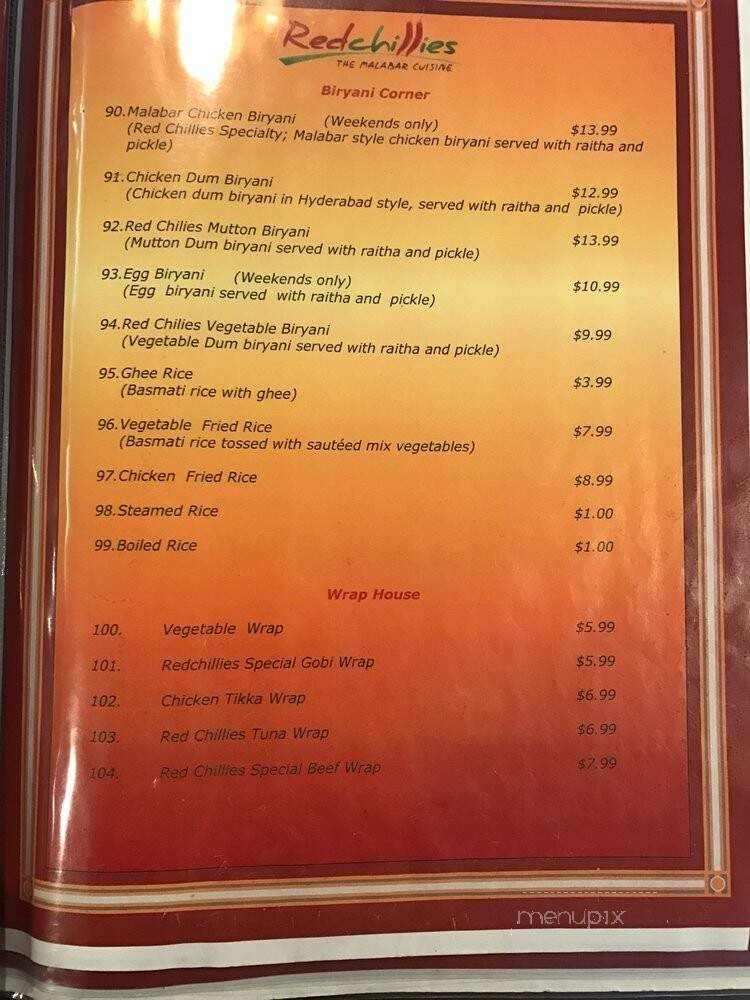 Redchillies
THE MALABAR CUISINE
Biryani Corner
90.Malabar Chicken Biryani (Weekends only) $13.99
(Red Chillies Specialty; Malabar style chicken biryani served with raitha and
pickle)
91.Chicken Dum Biryani $12.99
(Chicken dum biryani in Hyderabad style, served with raitha and pickle)
92.Red Chilies Mutton Biryani $13.99
(Mutton Dum biryani served with raitha and pickle)
93.Egg Biryani (Weekends only) $10.99
(Egg biryani served with raitha and pickle)
94.Red Chilies Vegetable Biryani $9.99
(Vegetable Dum biryani served with raitha and pickle)
95.Ghee Rice $3.99
(Basmati rice with ghee)
96.Vegetable Fried Rice $7.99
(Basmati rice tossed with sautéed mix vegetables)
97.Chicken Fried Rice $8.99
98.Steamed Rice $1.00
99.Boiled Rice $1.00
Wrap House
100. Vegetable Wrap $5.99
101. Redchillies Special Gobi Wrap $5.99
102. Chicken Tikka Wrap $6.99
103. Red Chillies Tuna Wrap $6.99
104. Red Chillies Special Beef Wrap $7.99
menupix